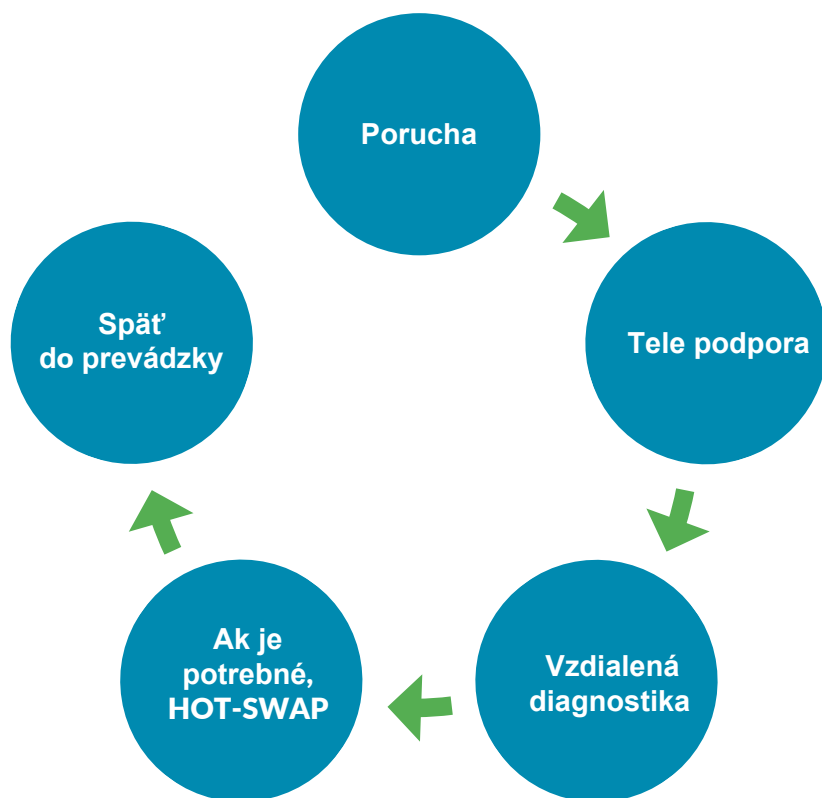 Porucha
Tele podpora
Vzdialená
diagnostika
Ak je
potrebné,
HOT-SWAP
Späť
do prevádzky